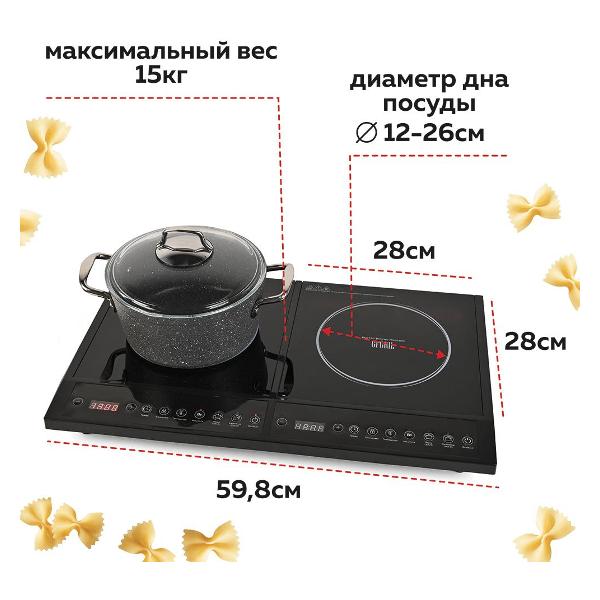 максимальный вес
15кг
диаметр дна
посуды
⌀ 12-26см
28см
28см
59,8см